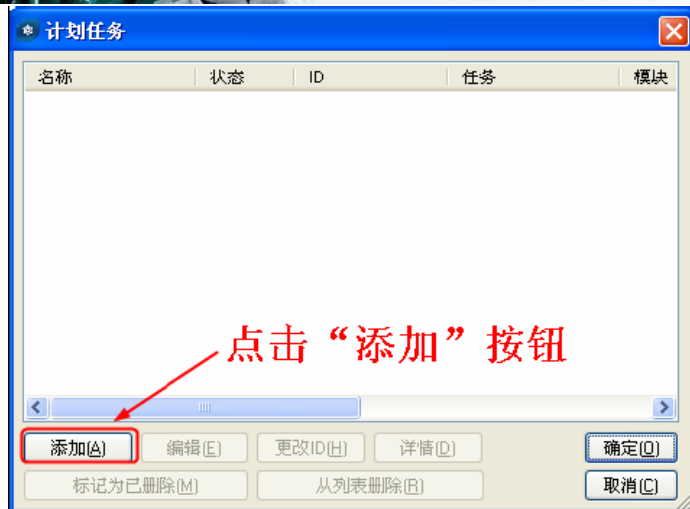 计划任务
名称 状态 ID 任务 模块
点击“添加”按钮
添加(A) 编辑(E) 更改ID(H) 详情(D) 确定(O)
标记为已删除(M) 从列表删除(R) 取消(C)